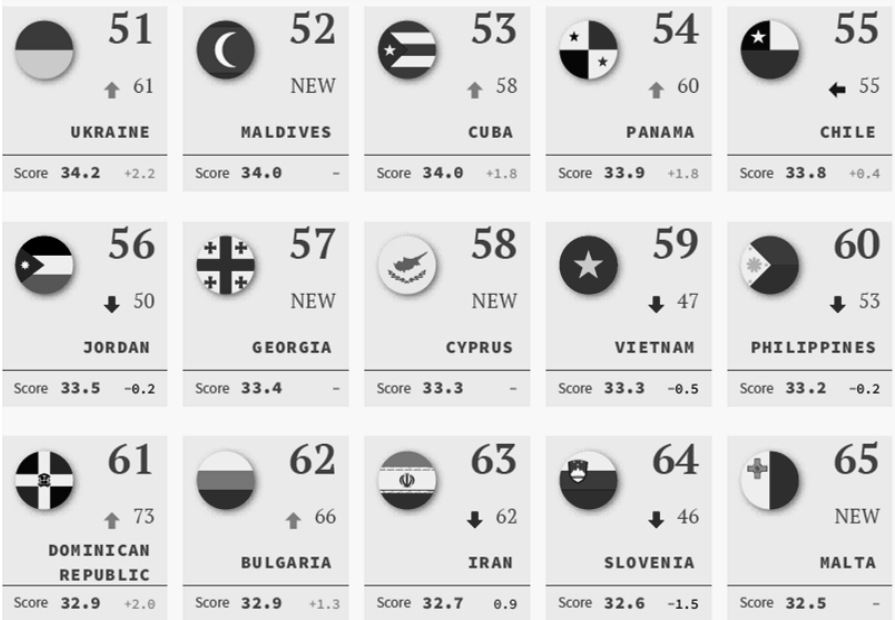 51
61
UKRAINE
Score 34.2 +2.2
52
NEW
MALDIVES
Score 34.0 –
53
58
CUBA
Score 34.0 +1.8
54
60
PANAMA
Score 33.9 +1.8
55
55
CHILE
Score 33.8 +0.4
56
50
JORDAN
Score 33.5 -0.2
57
NEW
GEORGIA
Score 33.4 –
58
NEW
CYPRUS
Score 33.3 –
59
47
VIETNAM
Score 33.3 -0.5
60
53
PHILIPPINES
Score 33.2 -0.2
61
73
DOMINICAN
REPUBLIC
Score 32.9 +2.0
62
66
BULGARIA
Score 32.9 +1.3
63
62
IRAN
Score 32.7 0.9
64
46
SLOVENIA
Score 32.6 -1.5
65
NEW
MALTA
Score 32.5 –